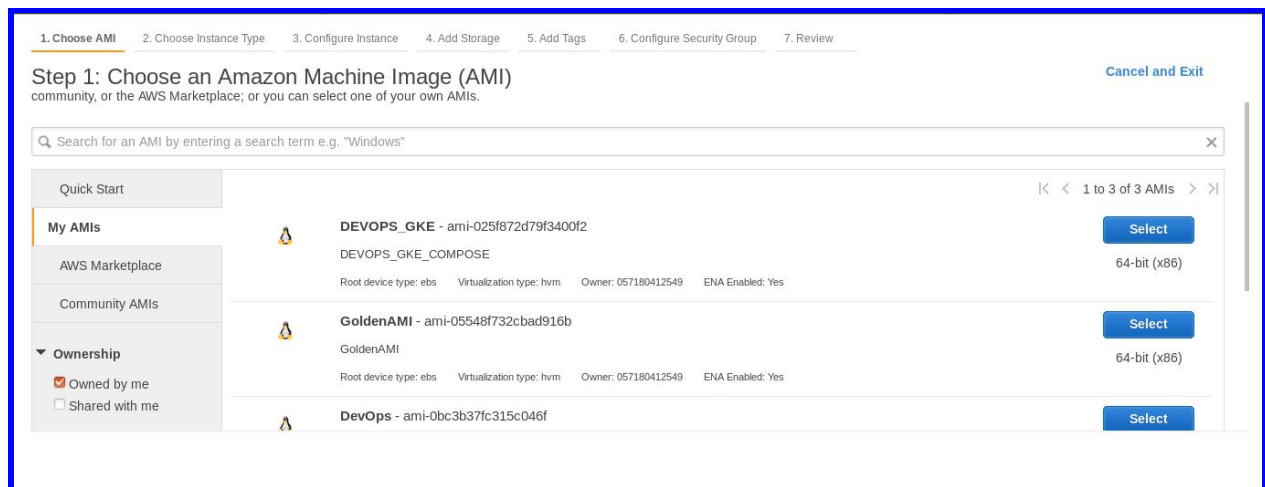 1. Choose AMI 2. Choose Instance Type 3. Configure Instance 4. Add Storage 5. Add Tags 6. Configure Security Group 7. Review
Step 1: Choose an Amazon Machine Image (AMI)
Cancel and Exit
community, or the AWS Marketplace; or you can select one of your own AMIs.
Search for an AMI by entering a search term e.g. "Windows"
Quick Start
My AMIs
AWS Marketplace
Community AMIs
Ownership
Owned by me
Shared with me
1 to 3 of 3 AMIs
DEVOPS_GKE - ami-025f872d79f3400f2
Select
DEVOPS_GKE_COMPOSE
64-bit (x86)
Root device type: ebs Virtualization type: hvm Owner: 057180412549 ENA Enabled: Yes
GoldenAMI - ami-05548f732cbad916b
Select
GoldenAMI
64-bit (x86)
Root device type: ebs Virtualization type: hvm Owner: 057180412549 ENA Enabled: Yes
DevOps - ami-0bc3b37fc315c046f
Select